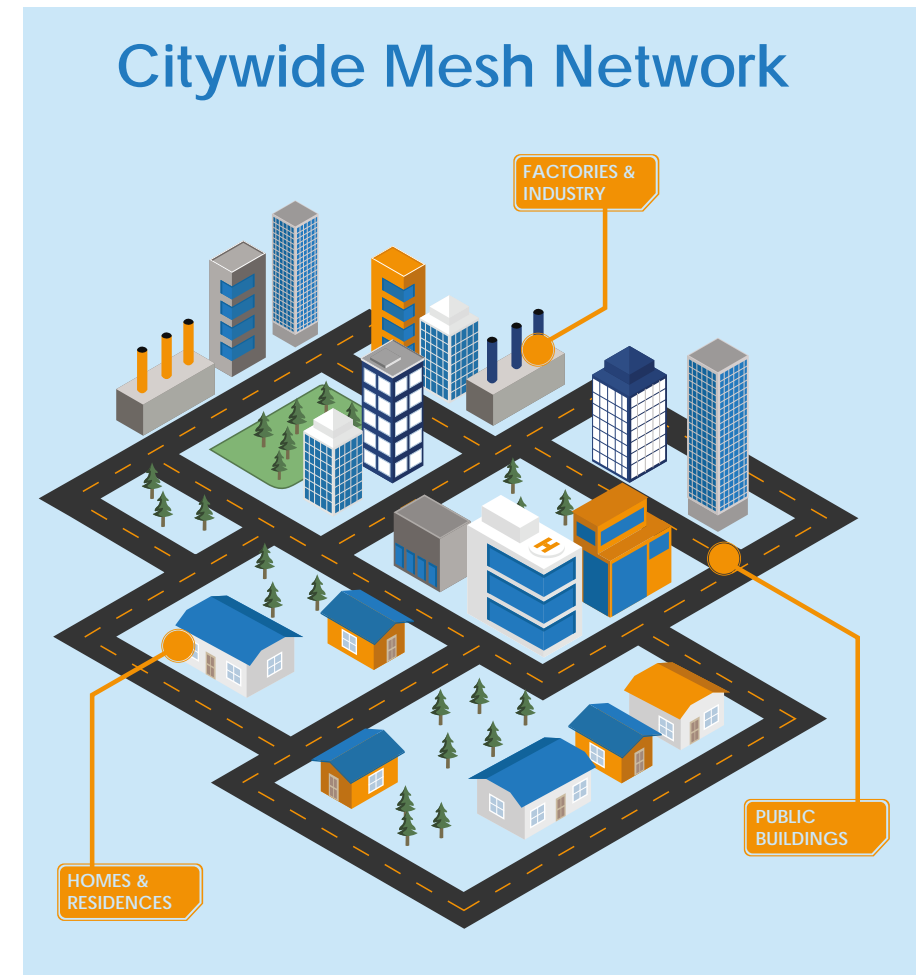 Citywide Mesh Network
FACTORIES &
INDUSTRY
H
PUBLIC
BUILDINGS
HOMES &
RESIDENCES